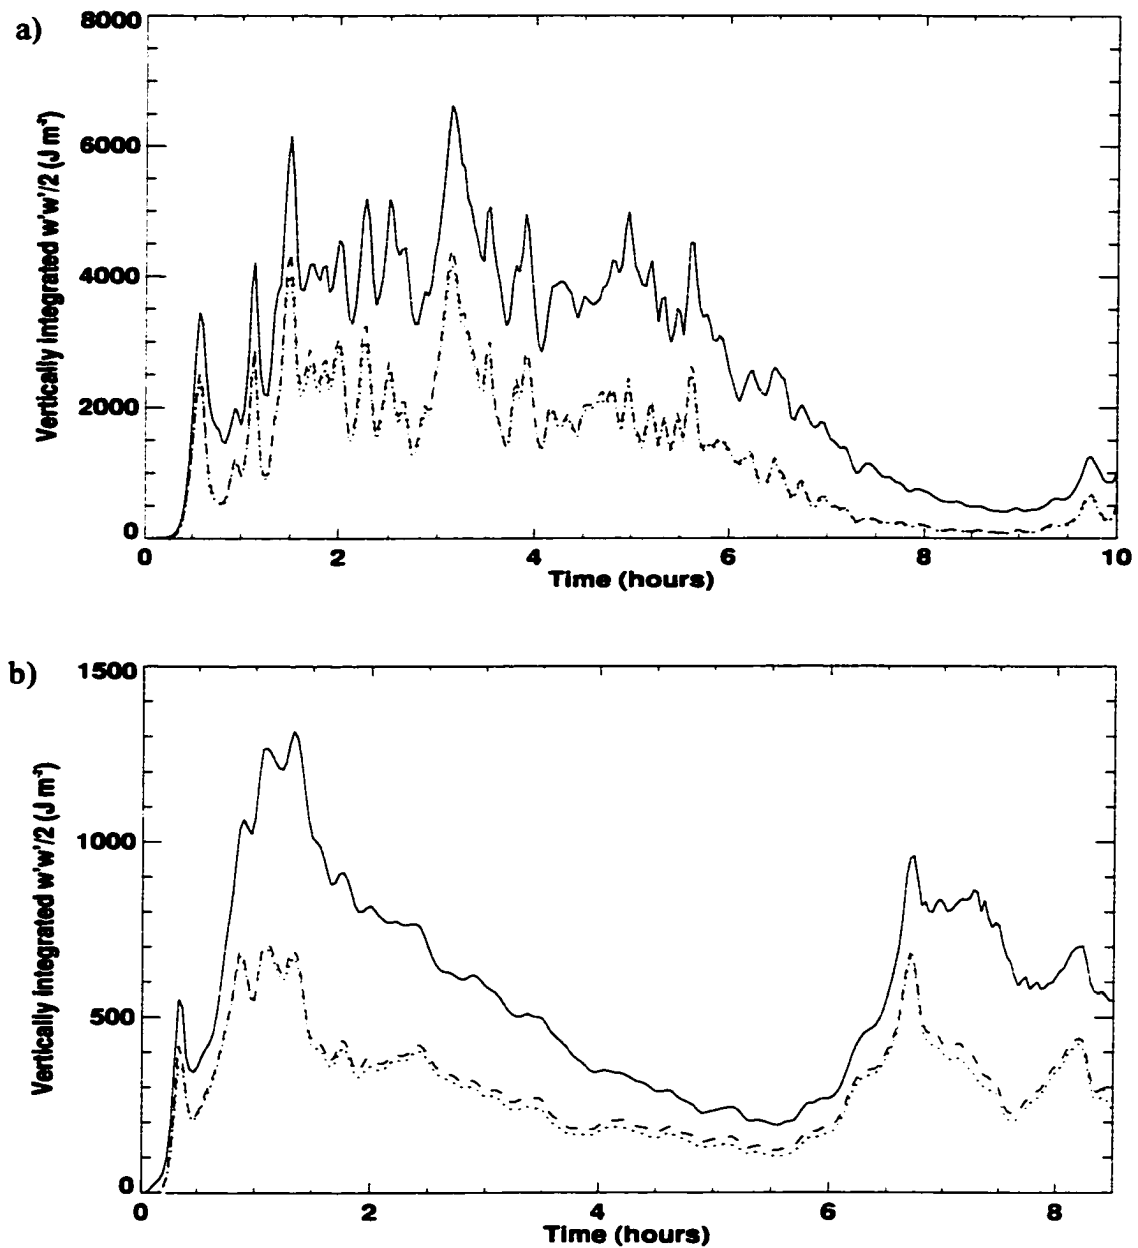 a)
8000
6000
4000
2000
0
Vertically integrated w'w'/2 (J m⁻²)
0 2 4 6 8 10
Time (hours)
b)
1500
1000
500
0
Vertically integrated w'w'/2 (J m⁻²)
0 2 4 6 8
Time (hours)